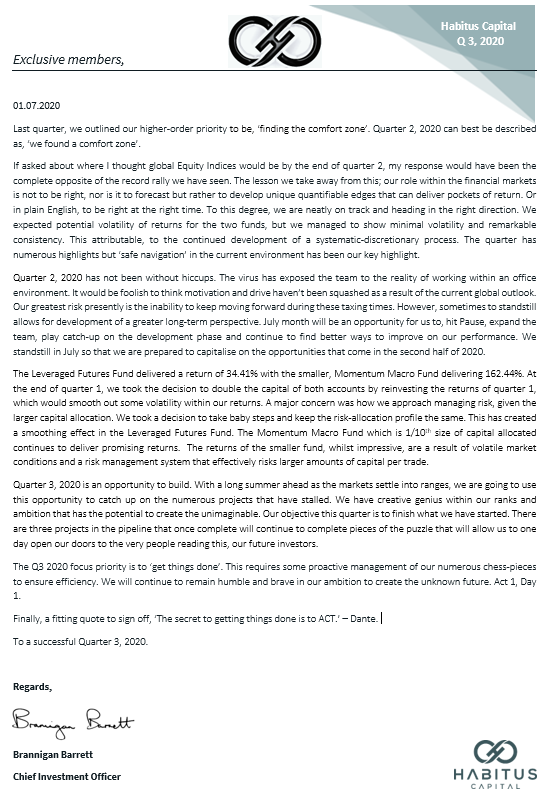 Habitus Capital
Q 3, 2020
Exclusive members,
01.07.2020
Last quarter, we outlined our higher-order priority to be, 'finding the comfort zone'. Quarter 2, 2020 can best be described
as, 'we found a comfort zone'.
If asked about where I thought global Equity Indices would be by the end of quarter 2, my response would have been the
complete opposite of the record rally we have seen. The lesson we take away from this; our role within the financial markets
is not to be right, nor is it to forecast but rather to develop unique quantifiable edges that can deliver pockets of return. Or
in plain English, to be right at the right time. To this degree, we are neatly on track and heading in the right direction. We
expected potential volatility of returns for the two funds, but we managed to show minimal volatility and remarkable
consistency. This attributable, to the continued development of a systematic-discretionary process. The quarter has
numerous highlights but 'safe navigation' in the current environment has been our key highlight.
Quarter 2, 2020 has not been without hiccups. The virus has exposed the team to the reality of working within an office
environment. It would be foolish to think motivation and drive haven't been squashed as a result of the current global outlook.
Our greatest risk presently is the inability to keep moving forward during these taxing times. However, sometimes to standstill
allows for development of a greater long-term perspective. July month will be an opportunity for us to, hit Pause, expand the
team, play catch-up on the development phase and continue to find better ways to improve on our performance. We
standstill in July so that we are prepared to capitalise on the opportunities that come in the second half of 2020.
The Leveraged Futures Fund delivered a return of 34.41% with the smaller, Momentum Macro Fund delivering 162.44%. At
the end of quarter 1, we took the decision to double the capital of both accounts by reinvesting the returns of quarter 1,
which would smooth out some volatility within our returns. A major concern was how we approach managing risk, given the
larger capital allocation. We took a decision to take baby steps and keep the risk-allocation profile the same. This has created
a smoothing effect in the Leveraged Futures Fund. The Momentum Macro Fund which is 1/10th size of capital allocated
continues to deliver promising returns. The returns of the smaller fund, whilst impressive, are a result of volatile market
conditions and a risk management system that effectively risks larger amounts of capital per trade.
Quarter 3, 2020 is an opportunity to build. With a long summer ahead as the markets settle into ranges, we are going to use
this opportunity to catch up on the numerous projects that have stalled. We have creative genius within our ranks and
ambition that has the potential to create the unimaginable. Our objective this quarter is to finish what we have started. There
are three projects in the pipeline that once complete will continue to complete pieces of the puzzle that will allow us to one
day open our doors to the very people reading this, our future investors.
The Q3 2020 focus priority is to 'get things done'. This requires some proactive management of our numerous chess-pieces
to ensure efficiency. We will continue to remain humble and brave in our ambition to create the unknown future. Act 1, Day
1.
Finally, a fitting quote to sign off, 'The secret to getting things done is to ACT.' – Dante.
To a successful Quarter 3, 2020.
Regards,
Brannigan Barrett
Brannigan Barrett
Chief Investment Officer
HABITUS
CAPITAL